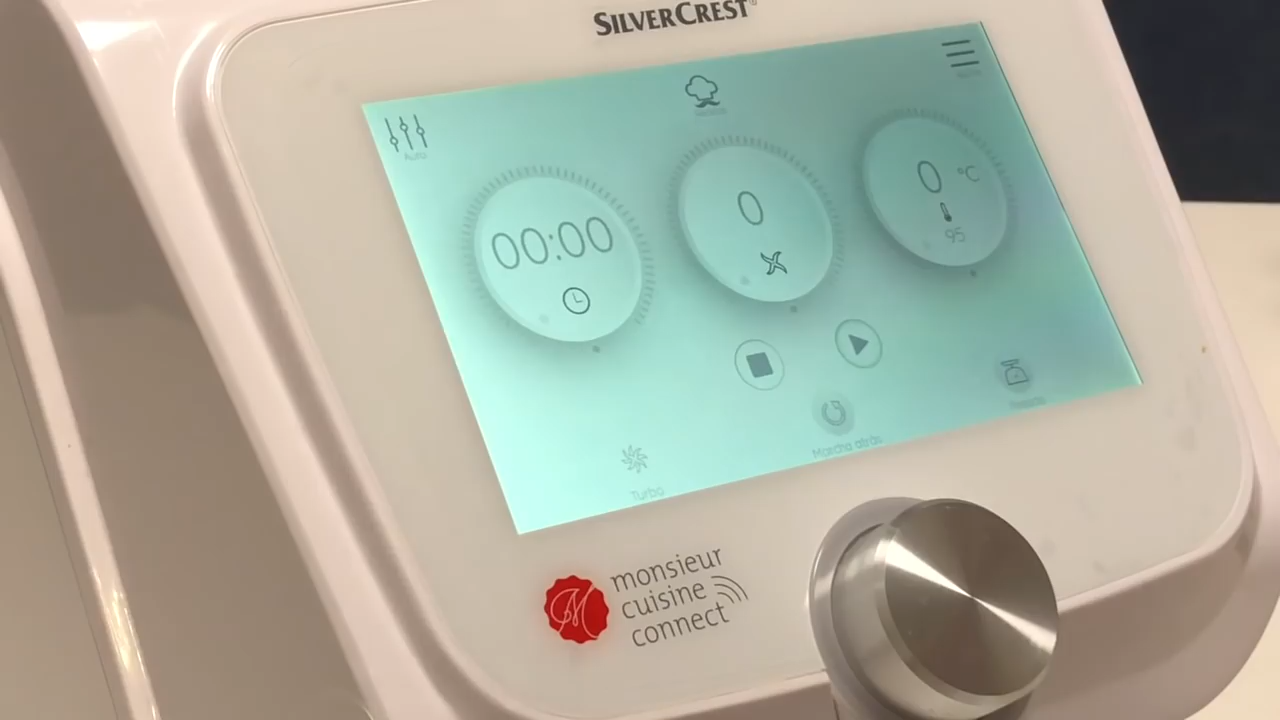 SILVERCREST®
Auto
00:00
0
0 °C
95
Turbo
Marcha atrás
monsieur
cuisine
connect